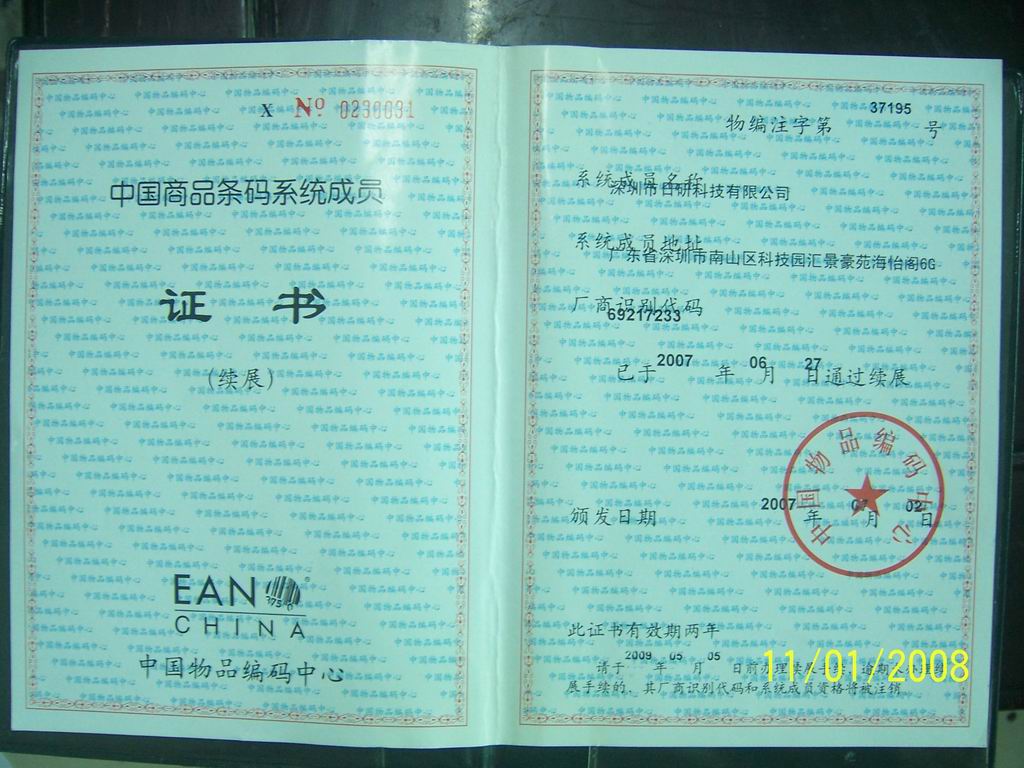 X No 0230031
中国商品条码系统成员
证 书
(续展)
EAN
CHINA
中国物品编码中心
37195
物编注字第 号
系统成员名称
深圳市日研科技有限公司
系统成员地址
广东省深圳市南山区科技园汇景豪苑海怡阁6G
厂商识别代码
69217233
已于 2007 年 06 月 27 日通过续展
中国物品编码中心
颁发日期 2007 年 07 月 02 日
此证书有效期两年
请于 2009 年 05 月 05 日前办理续展手续
展手续的，其厂商识别代码和系统成员资格将被注销
11/01/2008